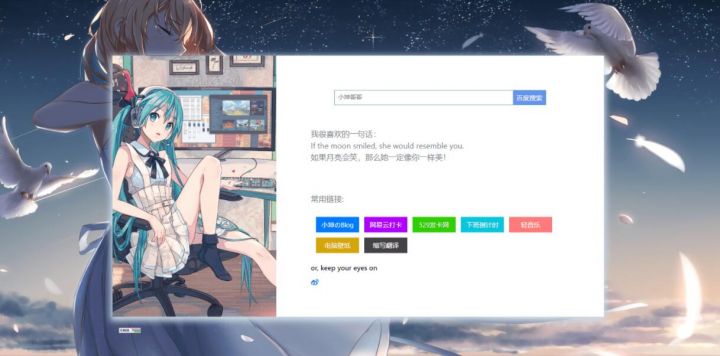 小坤哥哥
百度搜索
我很喜欢的一句话：
If the moon smiled, she would resemble you.
如果月亮会笑，那么她一定像你一样美！
常用链接:
小坤のBlog
网易云打卡
529发卡网
下班倒计时
轻音乐
电脑壁纸
缩写翻译
or, keep your eyes on